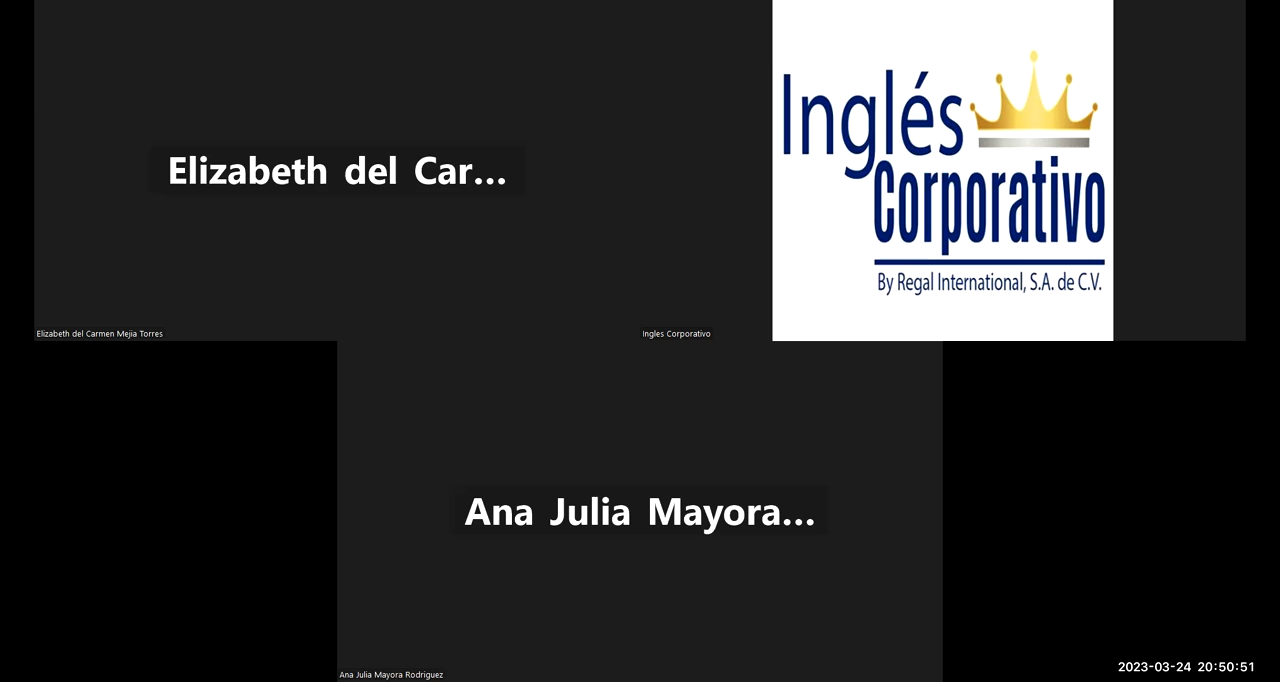 Elizabeth del Car...
Elizabeth del Carmen Mejia Torres
Inglés
Corporativo
By Regal International, S.A. de C.V.
Ingles Corporativo
Ana Julia Mayora...
Ana Julia Mayora Rodriguez
2023-03-24 20:50:51